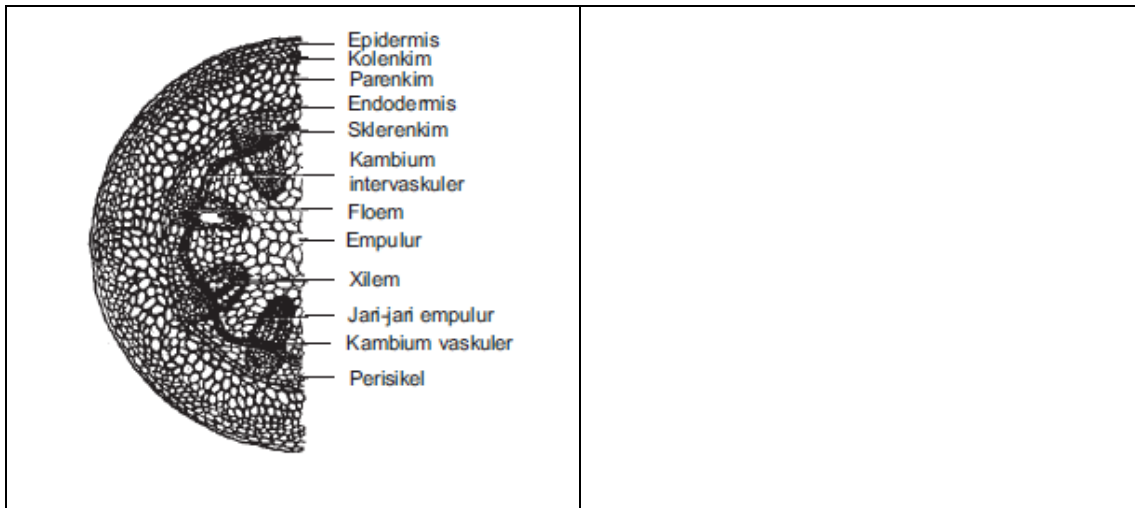 Epidermis
Kolenkim
Parenkim
Endodermis
Sklerenkim
Kambium
intervaskuler
Floem
Empulur
Xilem
Jari-jari empulur
Kambium vaskuler
Perisikel